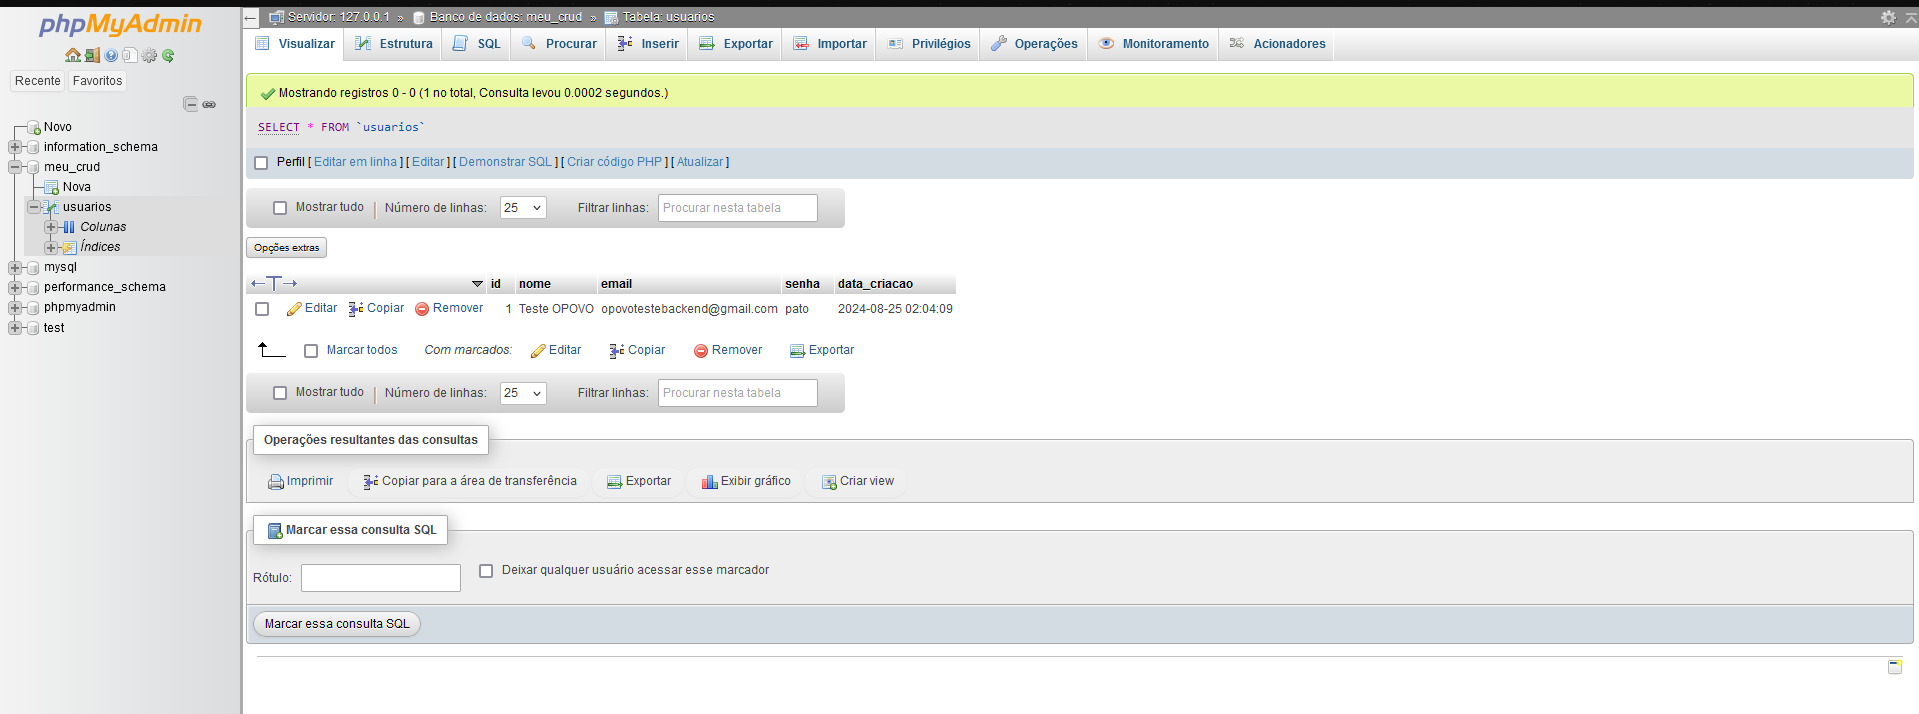 phpMyAdmin
Recente Favoritos
Novo
information_schema
meu_crud
Nova
usuarios
Colunas
Índices
mysql
performance_schema
phpmyadmin
test
Servidor: 127.0.0.1 » Banco de dados: meu_crud » Tabela: usuarios
Visualizar Estrutura SQL Procurar Inserir Exportar Importar Privilégios Operações Monitoramento Acionadores
Mostrando registros 0 - 0 (1 no total, Consulta levou 0.0002 segundos.)
SELECT * FROM `usuarios`
Perfil [ Editar em linha ] [ Editar ] [ Demonstrar SQL ] [ Criar código PHP ] [ Atualizar ]
Mostrar tudo | Número de linhas: 25 Filtrar linhas: Procurar nesta tabela
Opções extras
←T→ id nome email senha data_criacao
Editar Copiar Remover 1 Teste OPOVO opovotestebackend@gmail.com pato 2024-08-25 02:04:09
Marcar todos Com marcados: Editar Copiar Remover Exportar
Mostrar tudo | Número de linhas: 25 Filtrar linhas: Procurar nesta tabela
Operações resultantes das consultas
Imprimir Copiar para a área de transferência Exportar Exibir gráfico Criar view
Marcar essa consulta SQL
Rótulo: Deixar qualquer usuário acessar esse marcador
Marcar essa consulta SQL